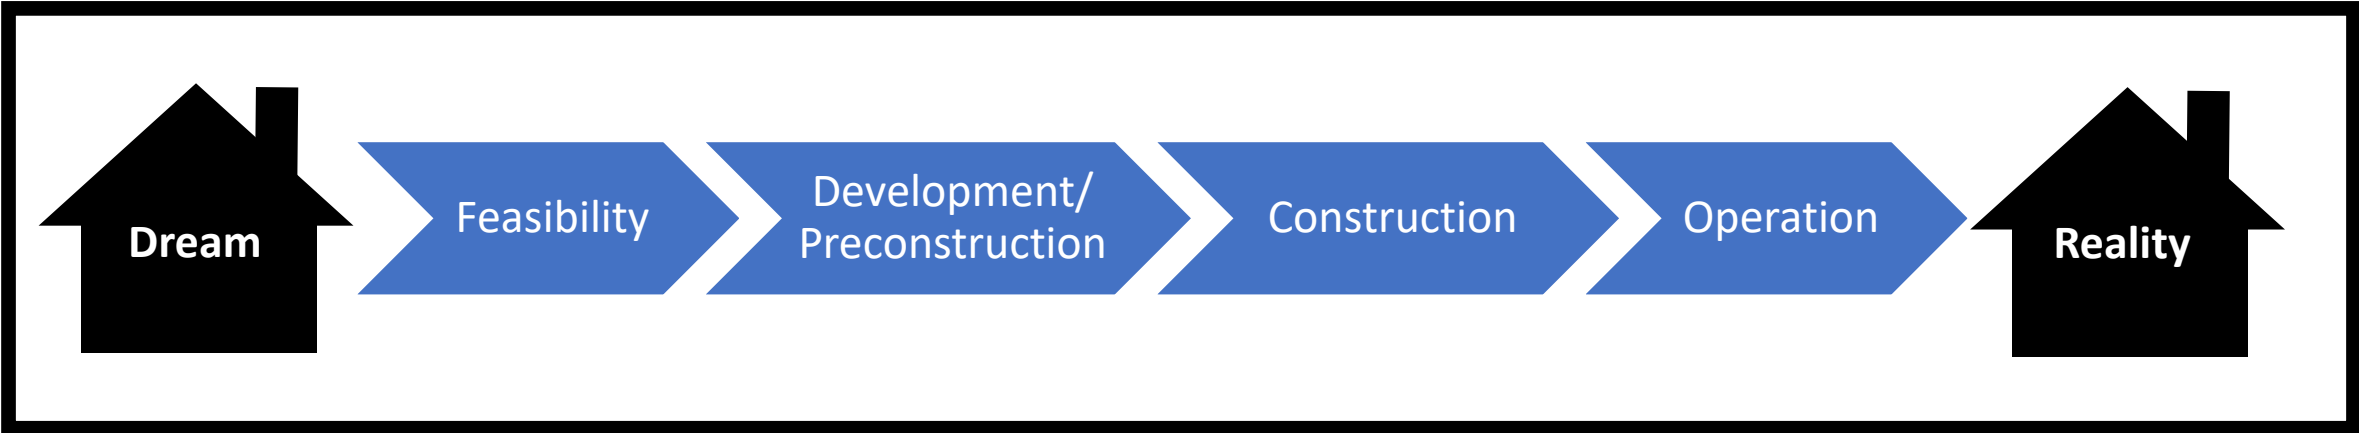 Dream
Feasibility
Development/
Preconstruction
Construction
Operation
Reality